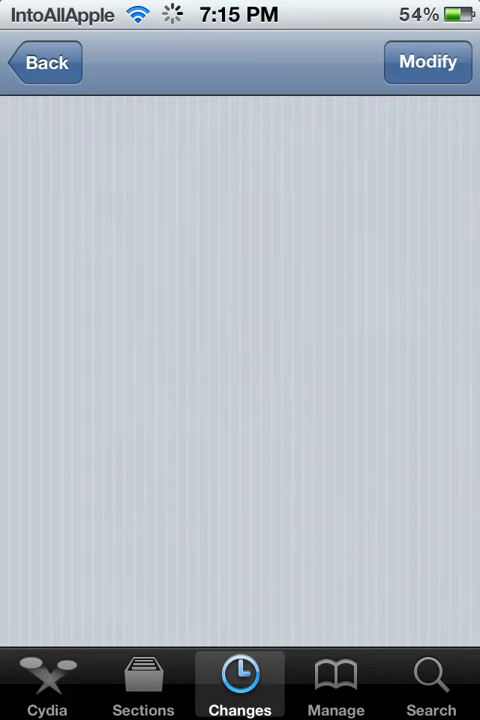 IntoAllApple 7:15 PM 54%
Back Modify
Cydia Sections Changes Manage Search